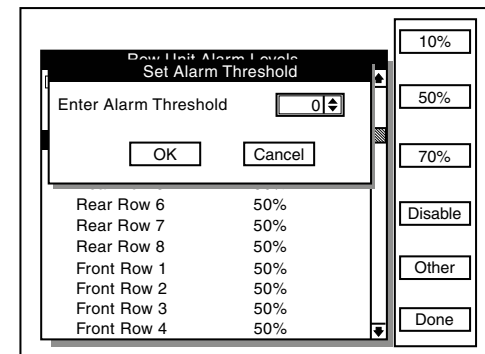 Row Unit Alarm Levels
Set Alarm Threshold
Enter Alarm Threshold 0
OK Cancel
Rear Row 6 50%
Rear Row 7 50%
Rear Row 8 50%
Front Row 1 50%
Front Row 2 50%
Front Row 3 50%
Front Row 4 50%
10%
50%
70%
Disable
Other
Done